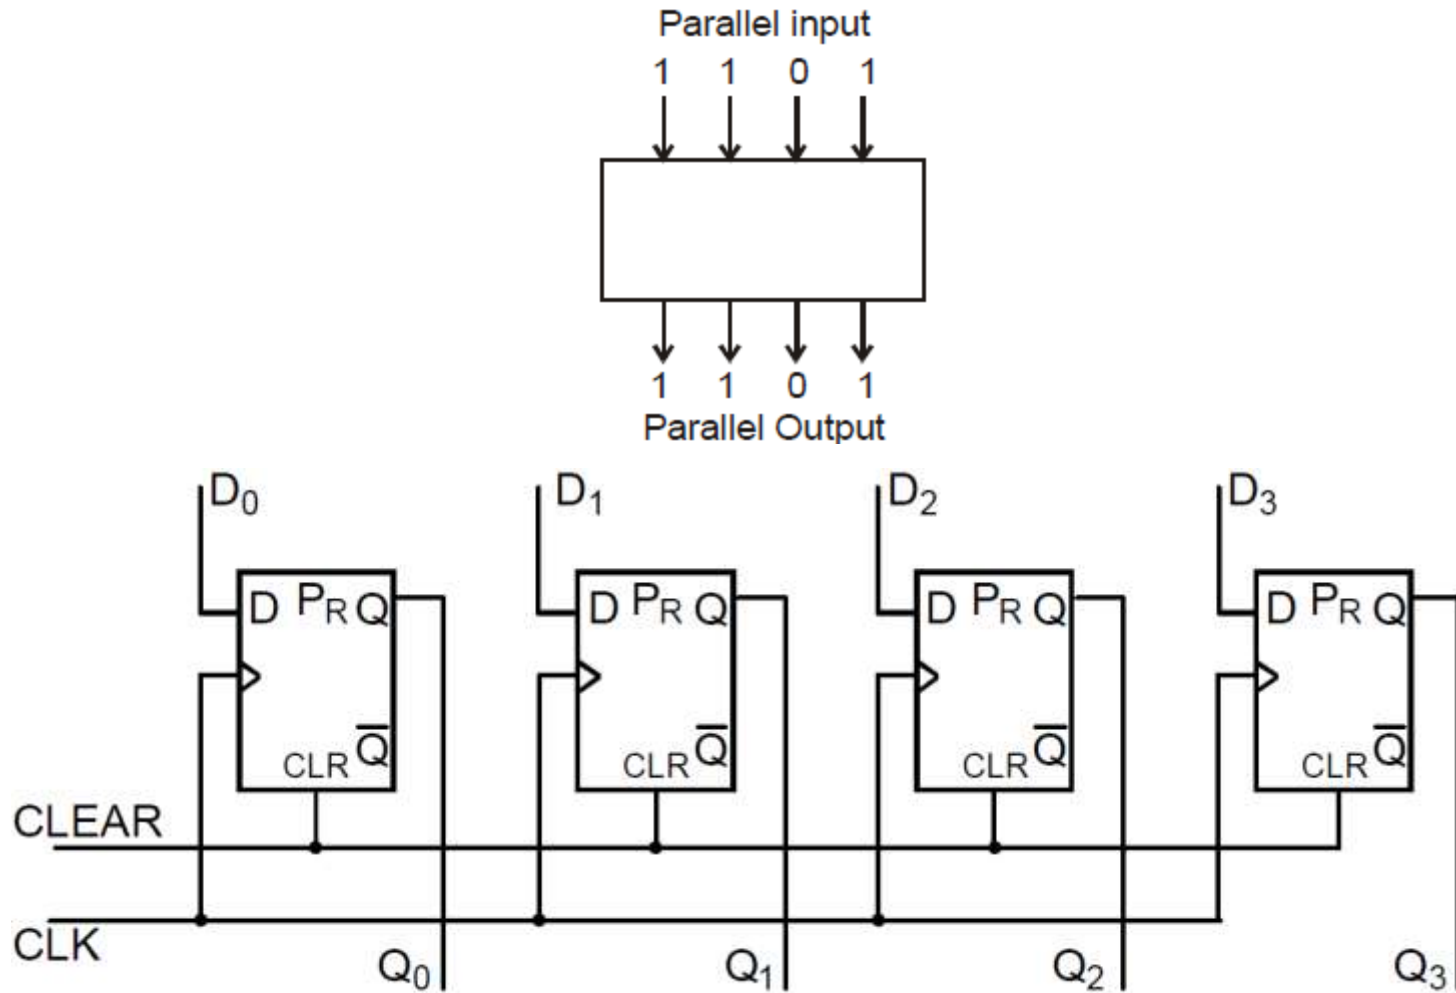 Parallel input
1 1 0 1
1 1 0 1
Parallel Output
D0 D1 D2 D3
D PR Q D PR Q D PR Q D PR Q
CLR Q̅ CLR Q̅ CLR Q̅ CLR Q̅
CLEAR
CLK
Q0 Q1 Q2 Q3